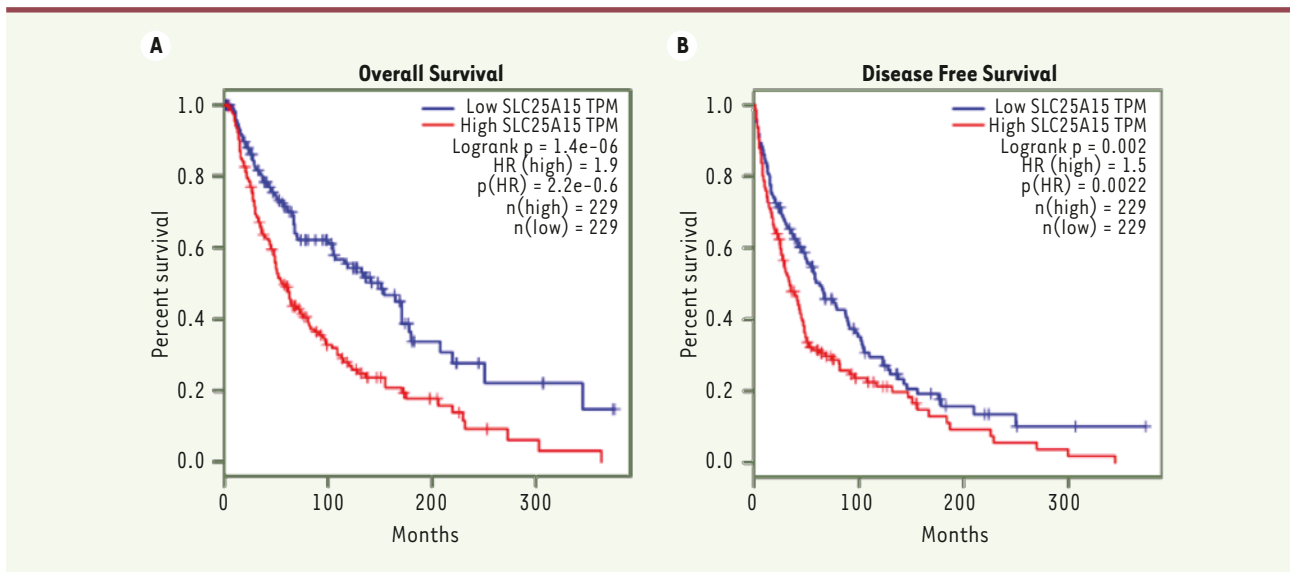 A
Overall Survival
Low SLC25A15 TPM
High SLC25A15 TPM
Logrank p = 1.4e-06
HR (high) = 1.9
p(HR) = 2.2e-0.6
n(high) = 229
n(low) = 229
Percent survival
1.0
0.8
0.6
0.4
0.2
0.0
0
100
200
300
Months
B
Disease Free Survival
Low SLC25A15 TPM
High SLC25A15 TPM
Logrank p = 0.002
HR (high) = 1.5
p(HR) = 0.0022
n(high) = 229
n(low) = 229
Percent survival
1.0
0.8
0.6
0.4
0.2
0.0
0
100
200
300
Months